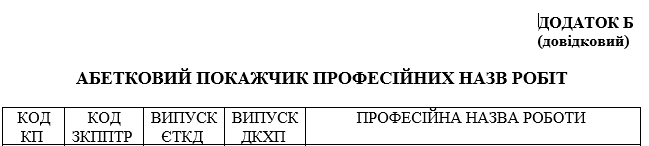 ДОДАТОК Б
(довідковий)
АБЕТКОВИЙ ПОКАЖЧИК ПРОФЕСІЙНИХ НАЗВ РОБІТ
КОД КП
КОД ЗКППТР
ВИПУСК ЄТКД
ВИПУСК ДКХП
ПРОФЕСІЙНА НАЗВА РОБОТИ